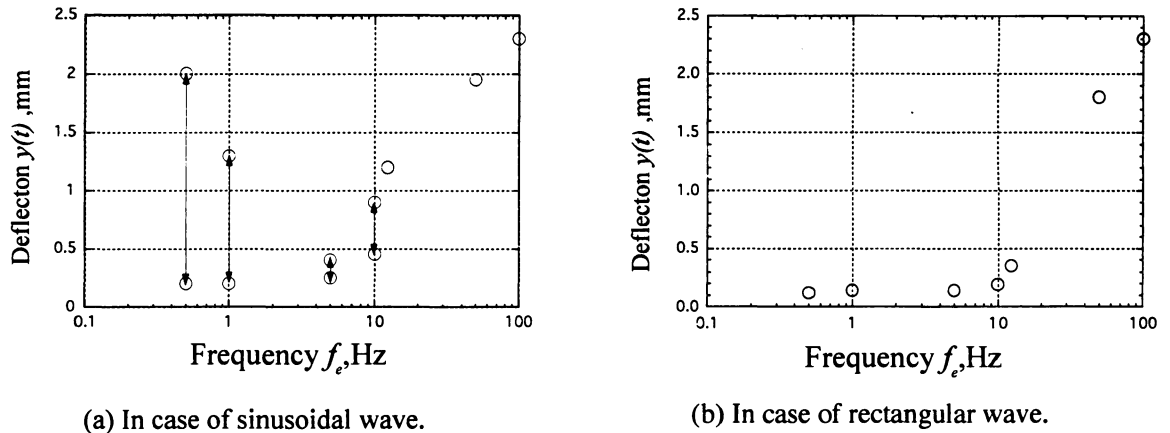 2.5
2
1.5
1
0.5
0
Deflecton y(t) ,mm
0.1 1 10 100
Frequency fe,Hz
(a) In case of sinusoidal wave.
2.5
2.0
1.5
1.0
0.5
0.0
Deflecton y(t) ,mm
0.1 1 10 100
Frequency fe,Hz
(b) In case of rectangular wave.